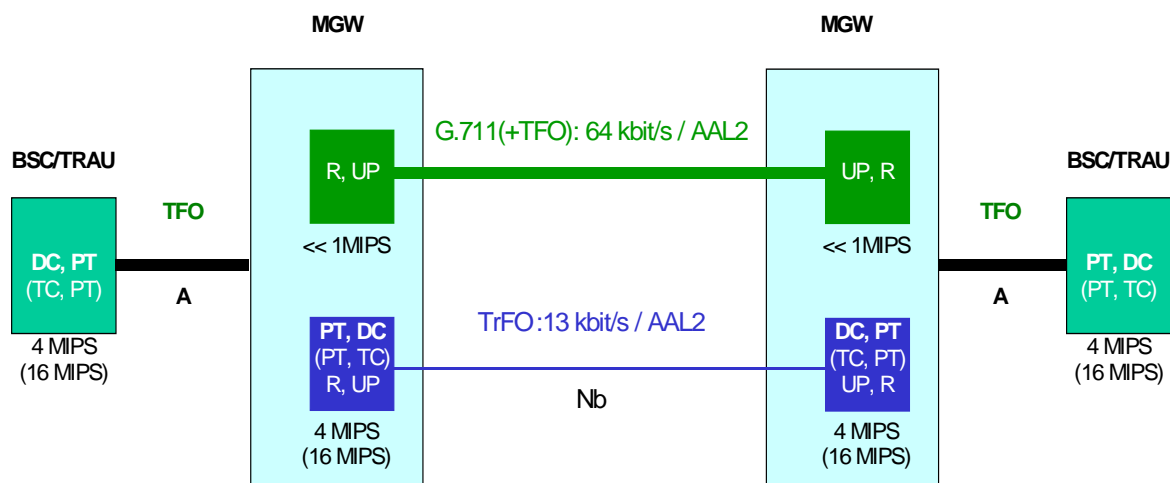 MGW
MGW
G.711(+TFO): 64 kbit/s / AAL2
BSC/TRAU
BSC/TRAU
R, UP
UP, R
TFO
TFO
<< 1MIPS
<< 1MIPS
DC, PT
(TC, PT)
PT, DC
(PT, TC)
A
A
TrFO :13 kbit/s / AAL2
4 MIPS
(16 MIPS)
PT, DC
(PT, TC)
R, UP
DC, PT
(TC, PT)
UP, R
4 MIPS
(16 MIPS)
Nb
4 MIPS
(16 MIPS)
4 MIPS
(16 MIPS)